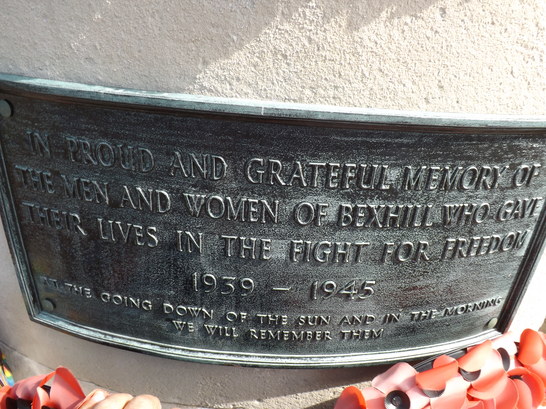 IN PROUD AND GRATEFUL MEMORY OF
THE MEN AND WOMEN OF BEXHILL WHO GAVE
THEIR LIVES IN THE FIGHT FOR FREEDOM
1939 – 1945
AT THE GOING DOWN OF THE SUN AND IN THE MORNING
WE WILL REMEMBER THEM